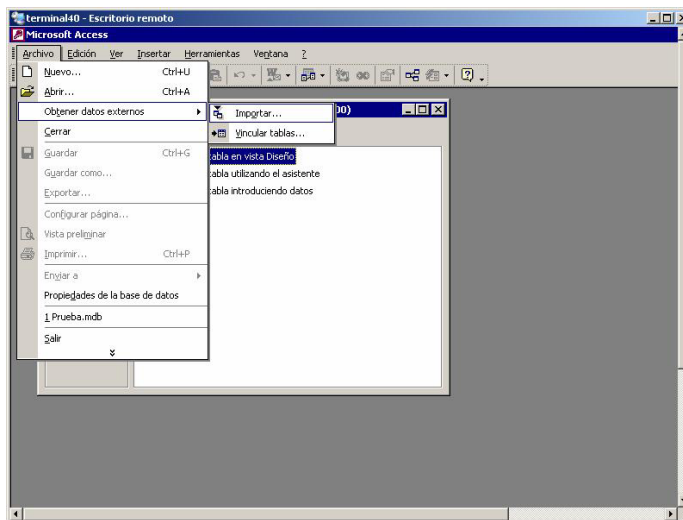 terminal40 - Escritorio remoto
Microsoft Access
Archivo Edición Ver Insertar Herramientas Ventana ?
Nuevo... Ctrl+U
Abrir... Ctrl+A
Obtener datos externos
Importar...
00)
Cerrar
Vincular tablas...
Guardar Ctrl+G
tabla en vista Diseño
Guardar como...
tabla utilizando el asistente
Exportar...
tabla introduciendo datos
Configurar página...
Vista preliminar
Imprimir... Ctrl+P
Enviar a
Propiedades de la base de datos
1 Prueba.mdb
Salir